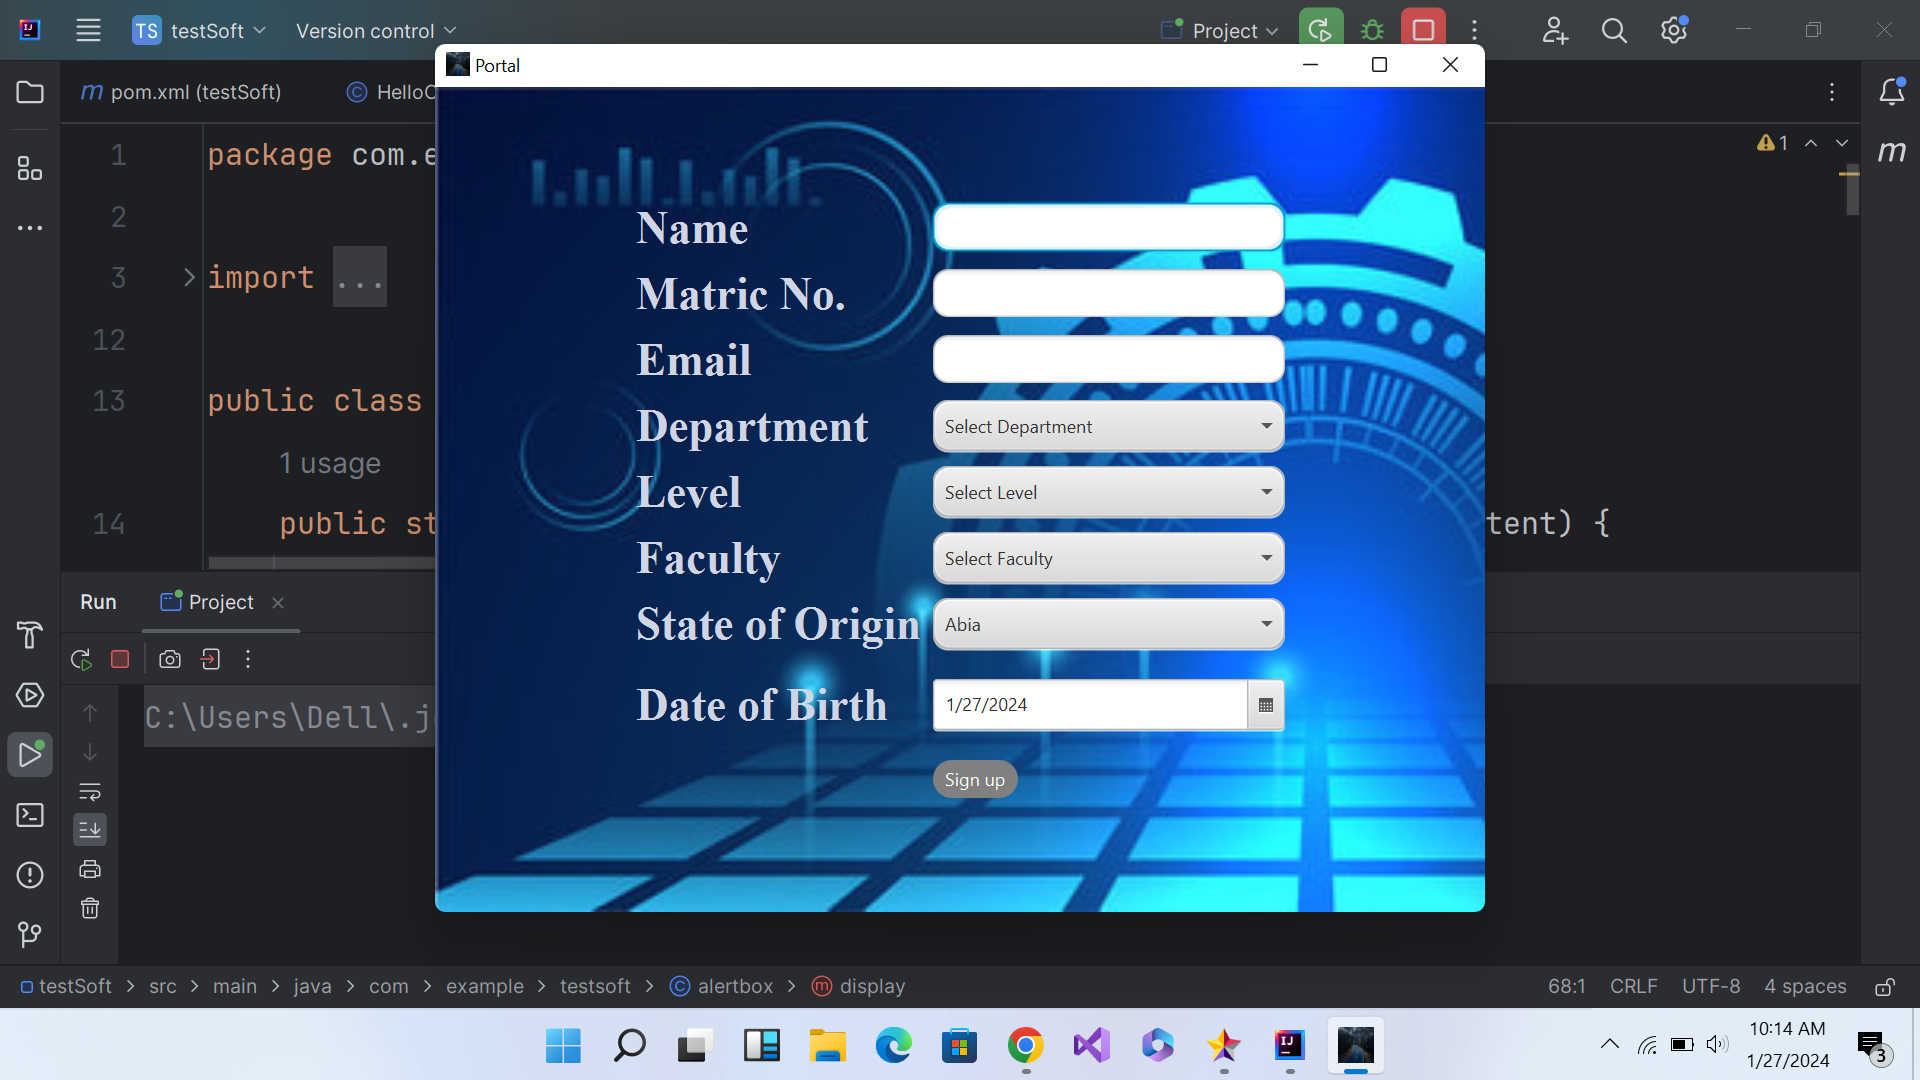 TS testSoft Version control Project
Portal
m pom.xml (testSoft) HelloC
1 package com.e 1
2
3 import ...
12
13 public class
1 usage
14 public st tent) {
Name
Matric No.
Email
Department Select Department
Level Select Level
Faculty Select Faculty
State of Origin Abia
Date of Birth 1/27/2024
Sign up
Run Project
C:\Users\Dell\.j
testSoft > src > main > java > com > example > testsoft > alertbox > display 68:1 CRLF UTF-8 4 spaces
10:14 AM
1/27/2024
3